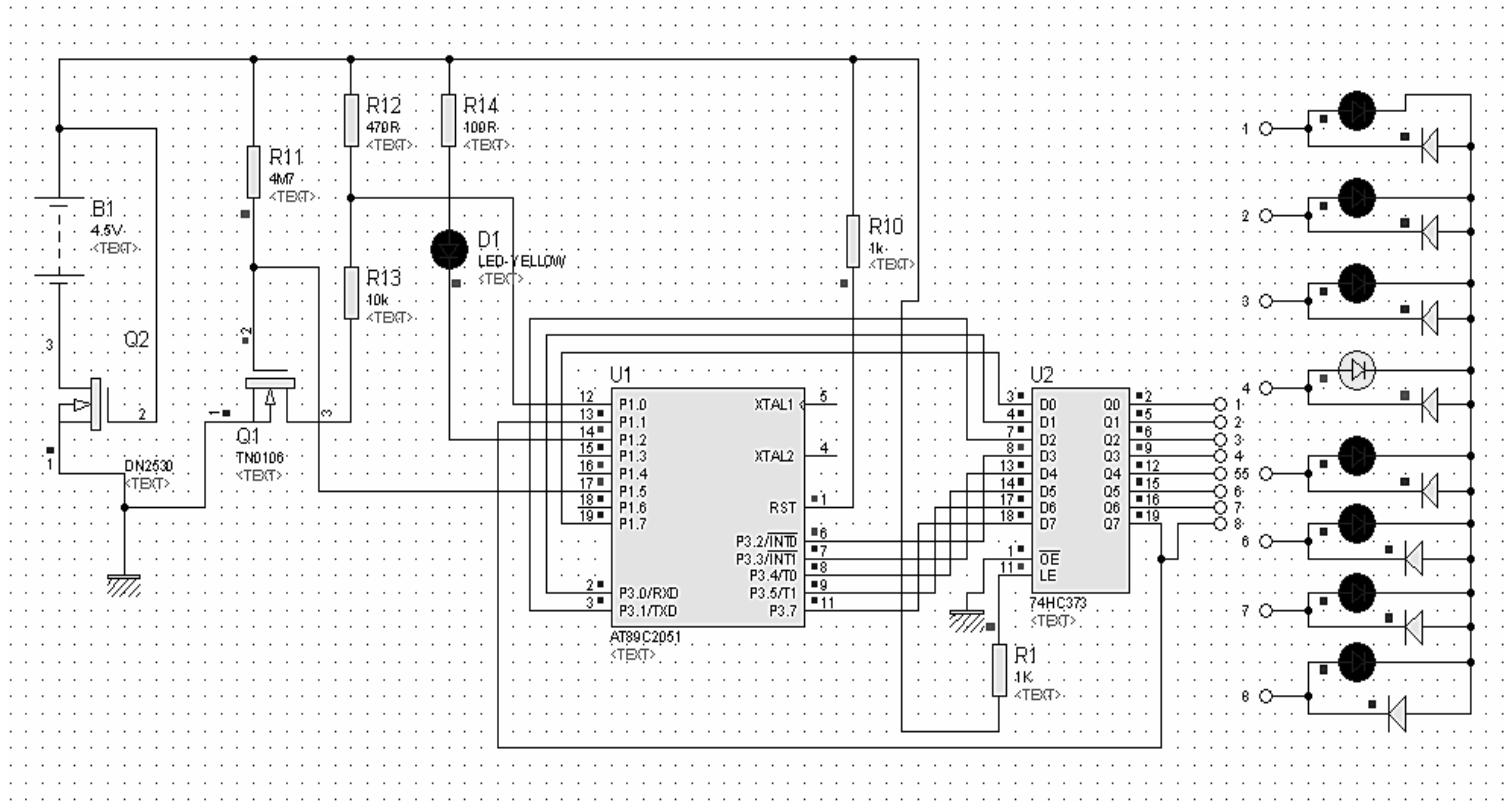 R12
470R
<TEXT>
R14
100R
<TEXT>
R11
4M7
<TEXT>
B1
4.5V
<TEXT>
R10
1k
<TEXT>
D1
LED-YELLOW
<TEXT>
R13
10k
<TEXT>
3
Q2
2
1
DN2530
<TEXT>
2
1
3
Q1
TN0106
<TEXT>
U1
12 P1.0
13 P1.1
14 P1.2
15 P1.3
16 P1.4
17 P1.5
18 P1.6
19 P1.7
2 P3.0/RXD
3 P3.1/TXD
XTAL1 5
XTAL2 4
RST 1
P3.2/INT0 6
P3.3/INT1 7
P3.4/T0 8
P3.5/T1 9
P3.7 11
AT89C2051
<TEXT>
U2
3 D0 Q0 2 1
4 D1 Q1 5 2
7 D2 Q2 6 3
8 D3 Q3 9 4
13 D4 Q4 12 5
14 D5 Q5 15 6
17 D6 Q6 16 7
18 D7 Q7 19 8
1 OE
11 LE
74HC373
<TEXT>
R1
1K
<TEXT>
1
2
3
4
5
6
7
8